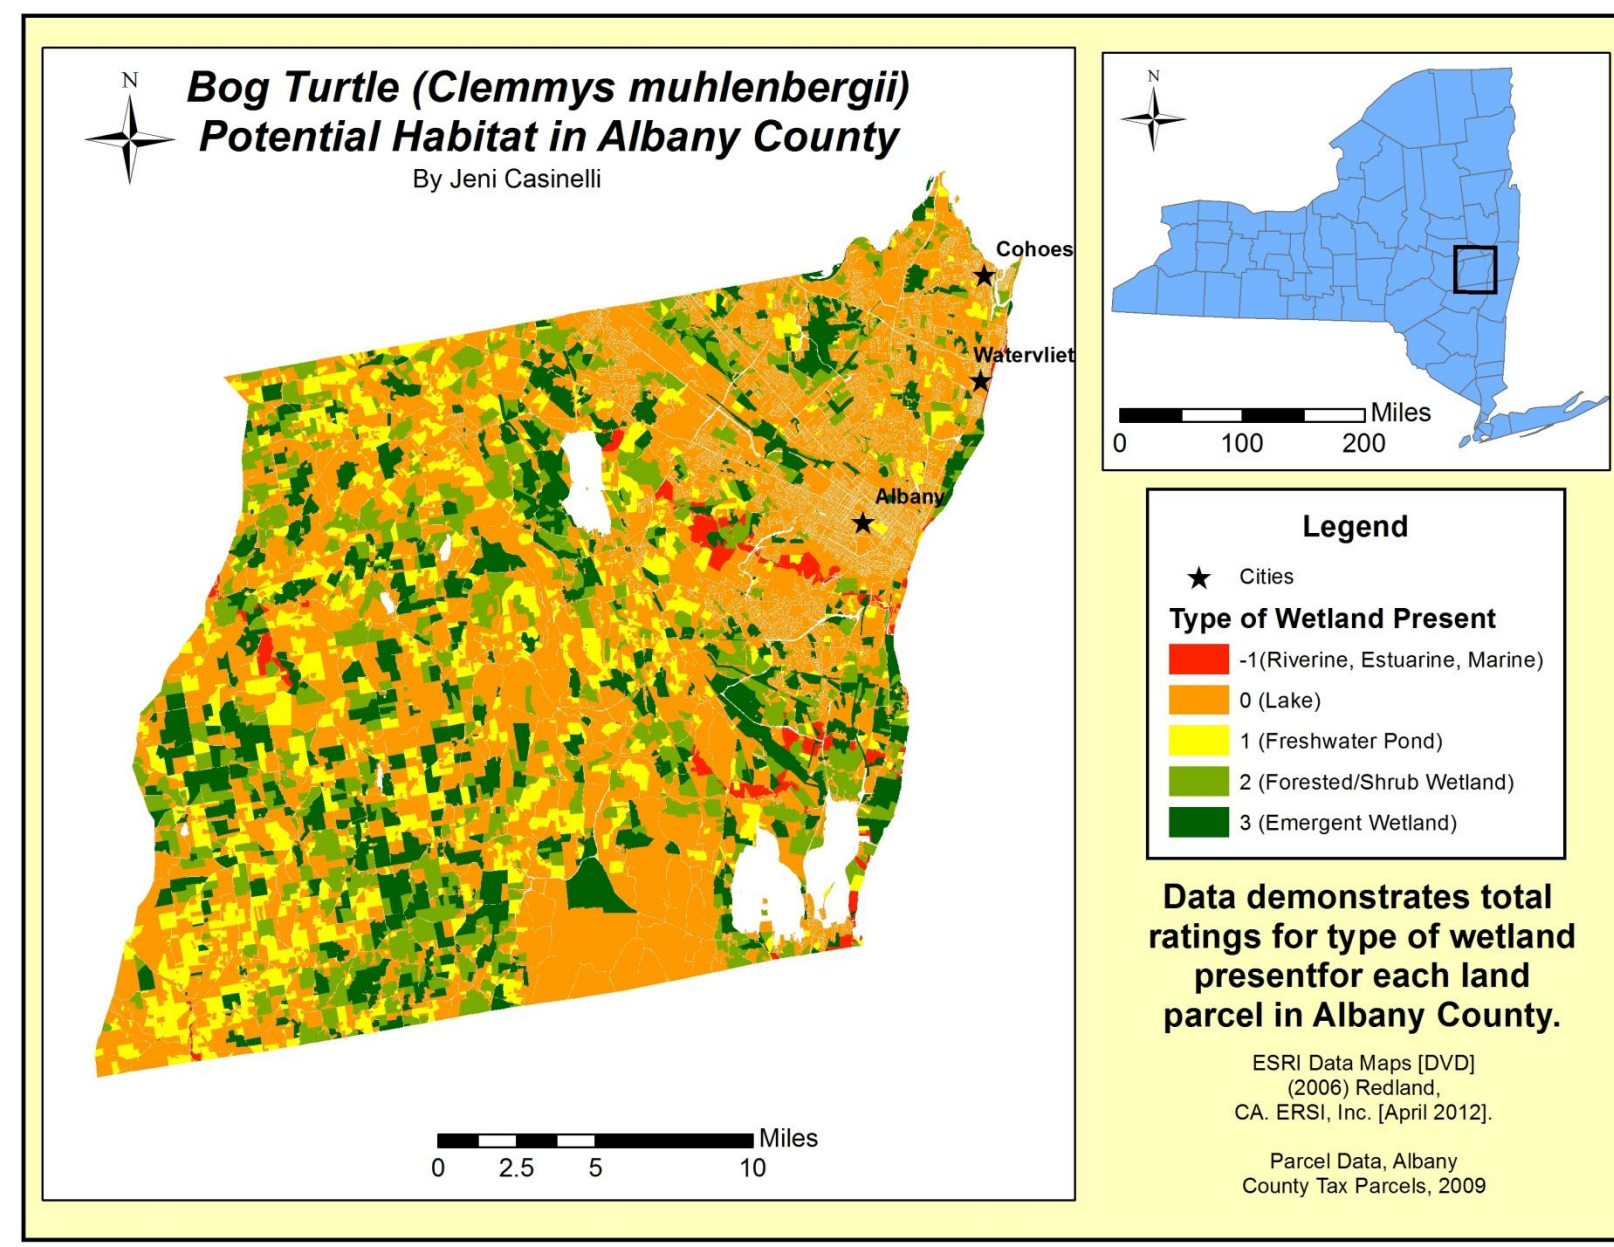 N
Bog Turtle (Clemmys muhlenbergii)
Potential Habitat in Albany County
By Jeni Casinelli
Cohoes
Watervliet
Albany
Miles
0 2.5 5 10
N
Miles
0 100 200
Legend
Cities
Type of Wetland Present
-1(Riverine, Estuarine, Marine)
0 (Lake)
1 (Freshwater Pond)
2 (Forested/Shrub Wetland)
3 (Emergent Wetland)
Data demonstrates total
ratings for type of wetland
presentfor each land
parcel in Albany County.
ESRI Data Maps [DVD]
(2006) Redland,
CA. ERSI, Inc. [April 2012].
Parcel Data, Albany
County Tax Parcels, 2009